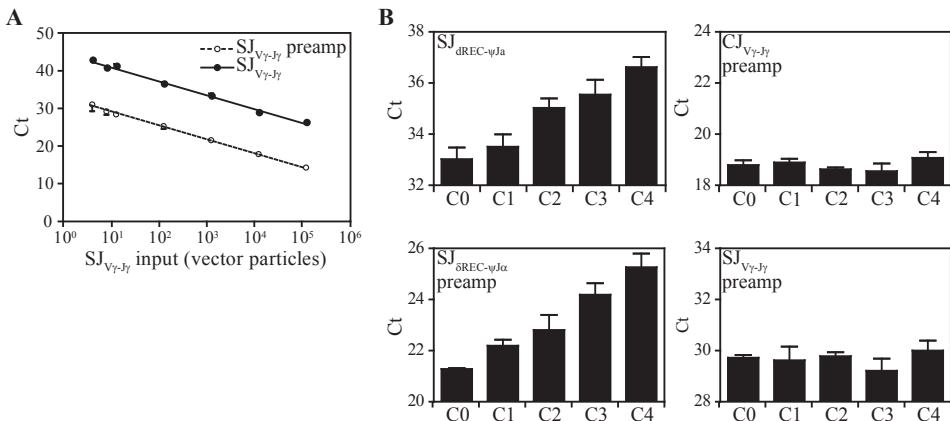 A
50
40
30
20
10
0
Ct
SJVγ-Jγ preamp
SJVγ-Jγ
10⁰ 10¹ 10² 10³ 10⁴ 10⁵ 10⁶
SJVγ-Jγ input (vector particles)
B
38
36
34
32
Ct
SJdREC-ψJa
C0 C1 C2 C3 C4
24
22
20
18
Ct
CJVγ-Jγ
preamp
C0 C1 C2 C3 C4
26
24
22
20
Ct
SJδREC-ψJα
preamp
C0 C1 C2 C3 C4
34
32
30
28
Ct
SJVγ-Jγ
preamp
C0 C1 C2 C3 C4